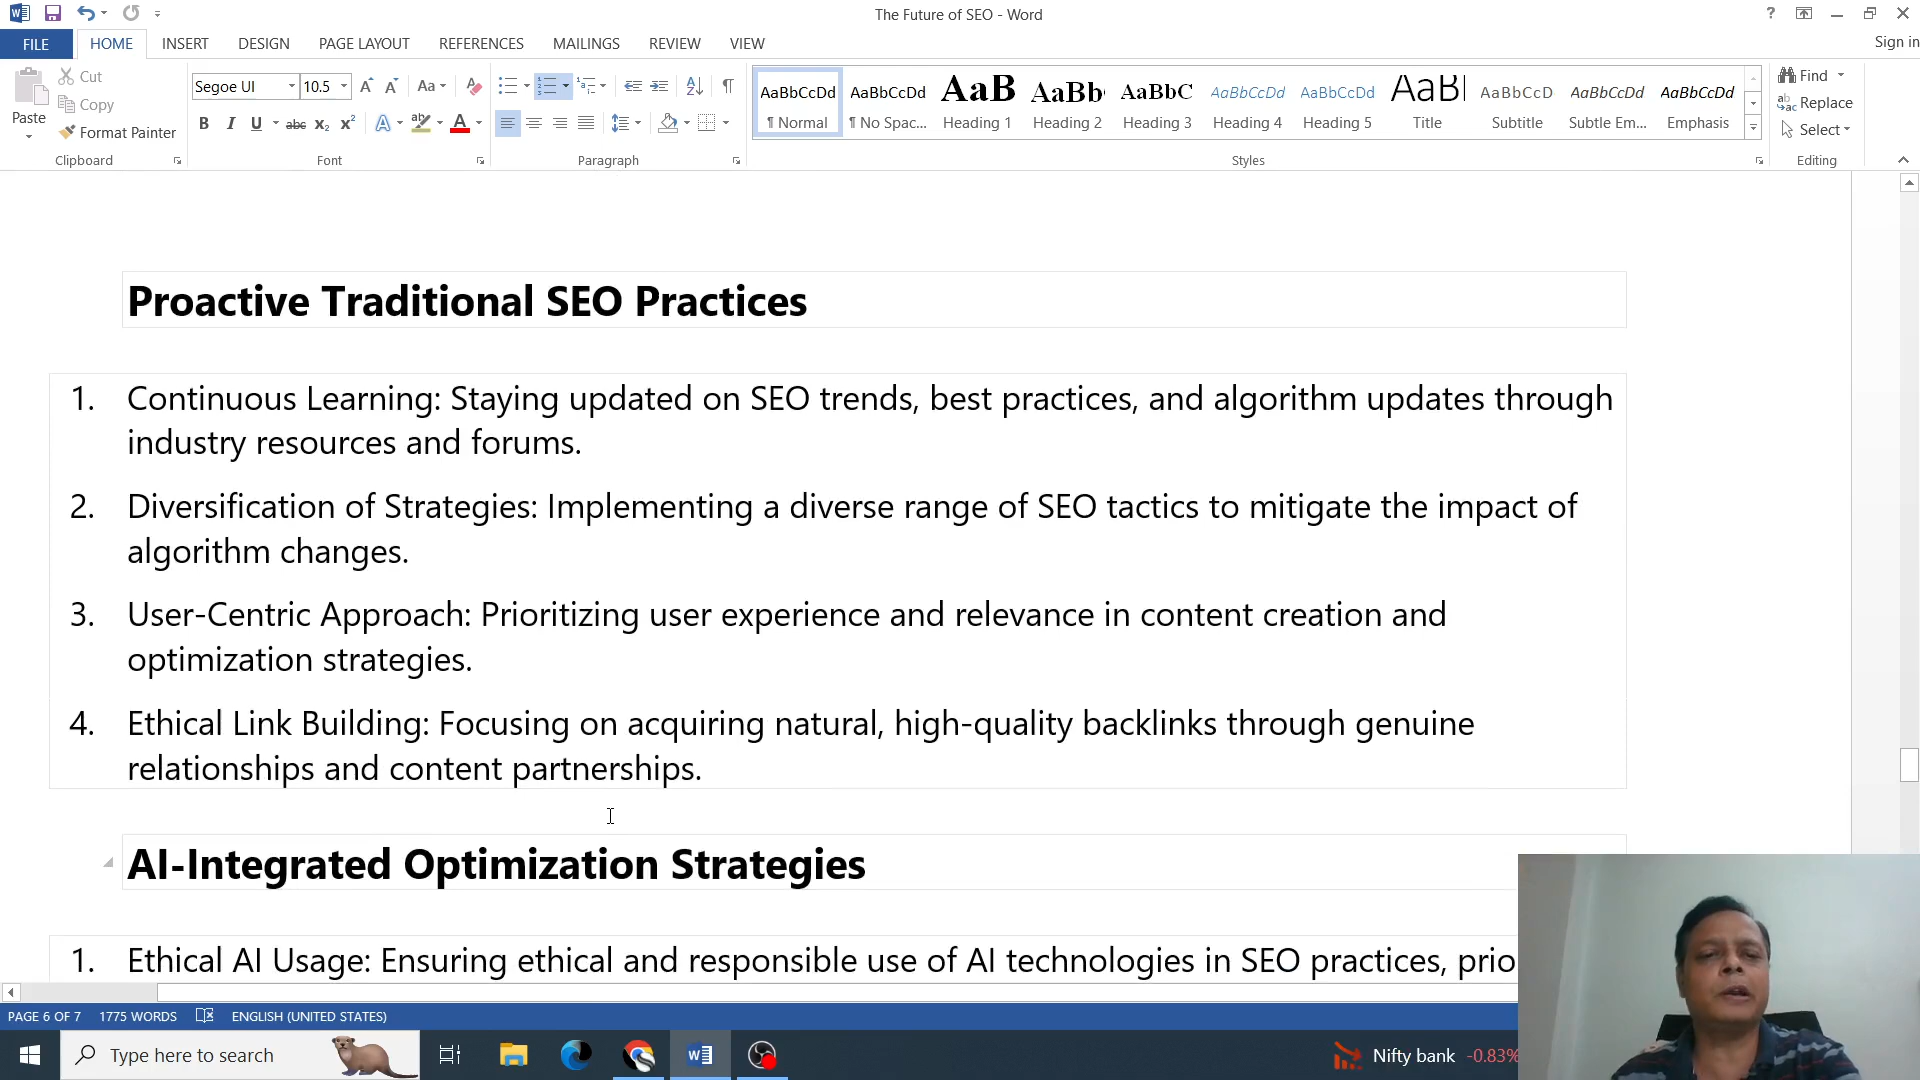 The Future of SEO - Word
?
Sign in
FILE HOME INSERT DESIGN PAGE LAYOUT REFERENCES MAILINGS REVIEW VIEW
Paste
Cut
Copy
Format Painter
Clipboard
Segoe UI 10.5
Aa
B I U abc x₂ x² A ab A
Font
Paragraph
AaBbCcDd AaBbCcDd AaB AaBb( AaBbC AaBbCcDd AaBbCcDd AaBl AaBbCcD AaBbCcDd AaBbCcDd
¶ Normal ¶ No Spac... Heading 1 Heading 2 Heading 3 Heading 4 Heading 5 Title Subtitle Subtle Em... Emphasis
Styles
Find
Replace
Select
Editing
Proactive Traditional SEO Practices
1. Continuous Learning: Staying updated on SEO trends, best practices, and algorithm updates through
industry resources and forums.
2. Diversification of Strategies: Implementing a diverse range of SEO tactics to mitigate the impact of
algorithm changes.
3. User-Centric Approach: Prioritizing user experience and relevance in content creation and
optimization strategies.
4. Ethical Link Building: Focusing on acquiring natural, high-quality backlinks through genuine
relationships and content partnerships.
AI-Integrated Optimization Strategies
1. Ethical AI Usage: Ensuring ethical and responsible use of AI technologies in SEO practices, prio
PAGE 6 OF 7 1775 WORDS ENGLISH (UNITED STATES)
Type here to search
Nifty bank -0.83%